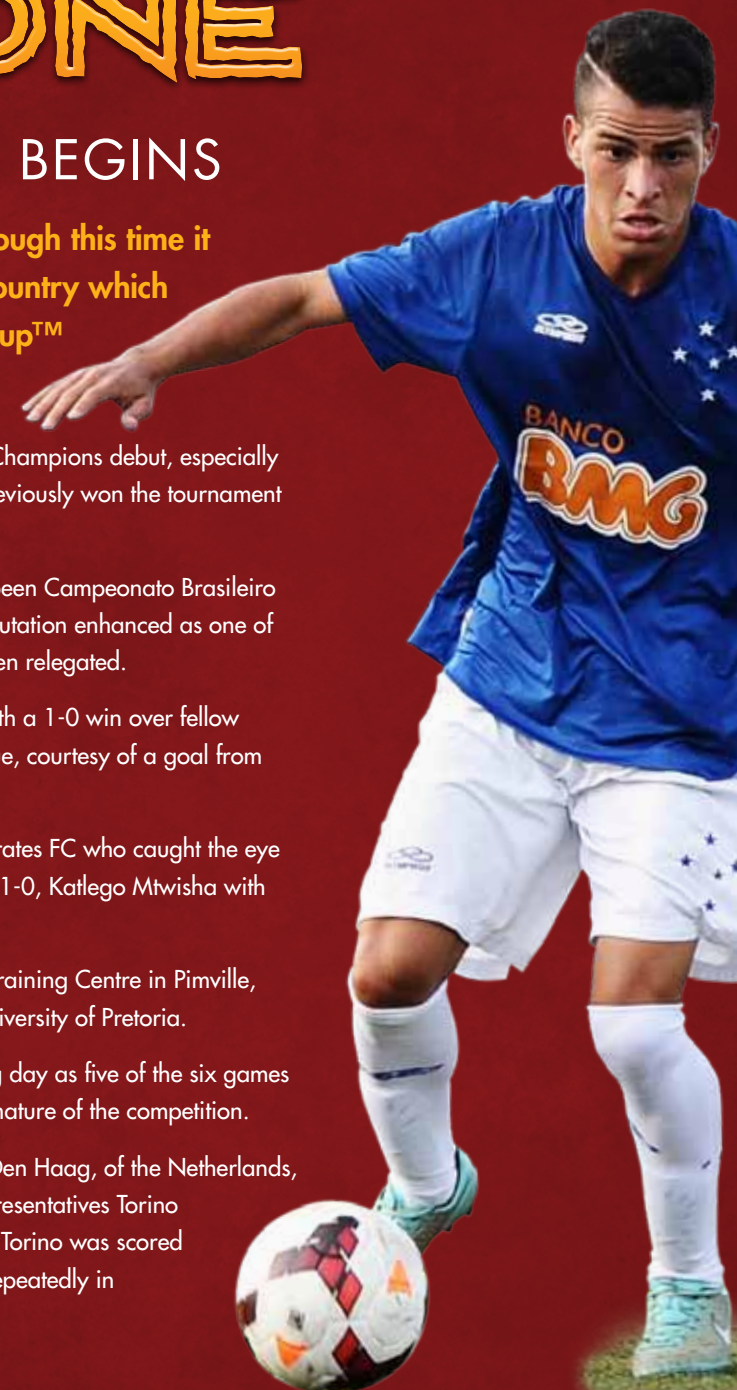 ONE
BEGINS
ough this time it
ountry which
up™
Champions debut, especially
eviously won the tournament
een Campeonato Brasileiro
utation enhanced as one of
en relegated.
th a 1-0 win over fellow
e, courtesy of a goal from
rates FC who caught the eye
1-0, Katlego Mtwisha with
raining Centre in Pimville,
iversity of Pretoria.
g day as five of the six games
nature of the competition.
Den Haag, of the Netherlands,
resentatives Torino
Torino was scored
epeatedly in
OLYMPIKUS
BANCO
BMG